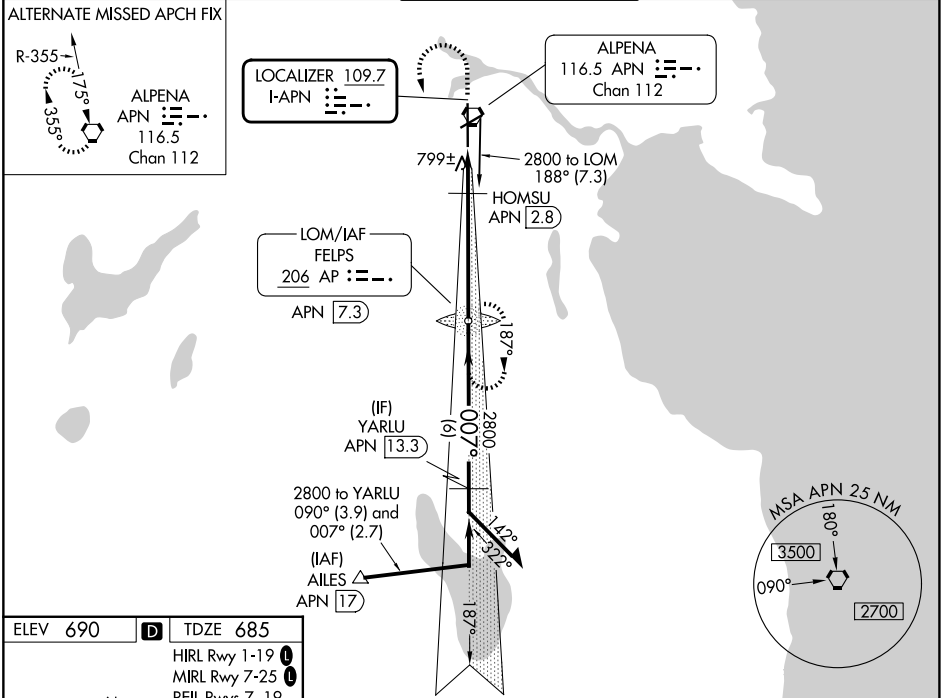 ALTERNATE MISSED APCH FIX
R-355
175°
355°
ALPENA
APN
116.5
Chan 112
LOCALIZER 109.7
I-APN
ALPENA
116.5 APN
Chan 112
799±
2800 to LOM
188° (7.3)
HOMSU
APN 2.8
LOM/IAF
FELPS
206 AP
APN 7.3
187°
(IF)
YARLU
APN 13.3
(6)
007°
2800
2800 to YARLU
090° (3.9) and
007° (2.7)
142°
322°
(IAF)
AILES
APN 17
187°
MSA APN 25 NM
180°
3500
090°
2700
ELEV 690 D TDZE 685
HIRL Rwy 1-19 L
MIRL Rwy 7-25 L
REIL Rwys 7, 19